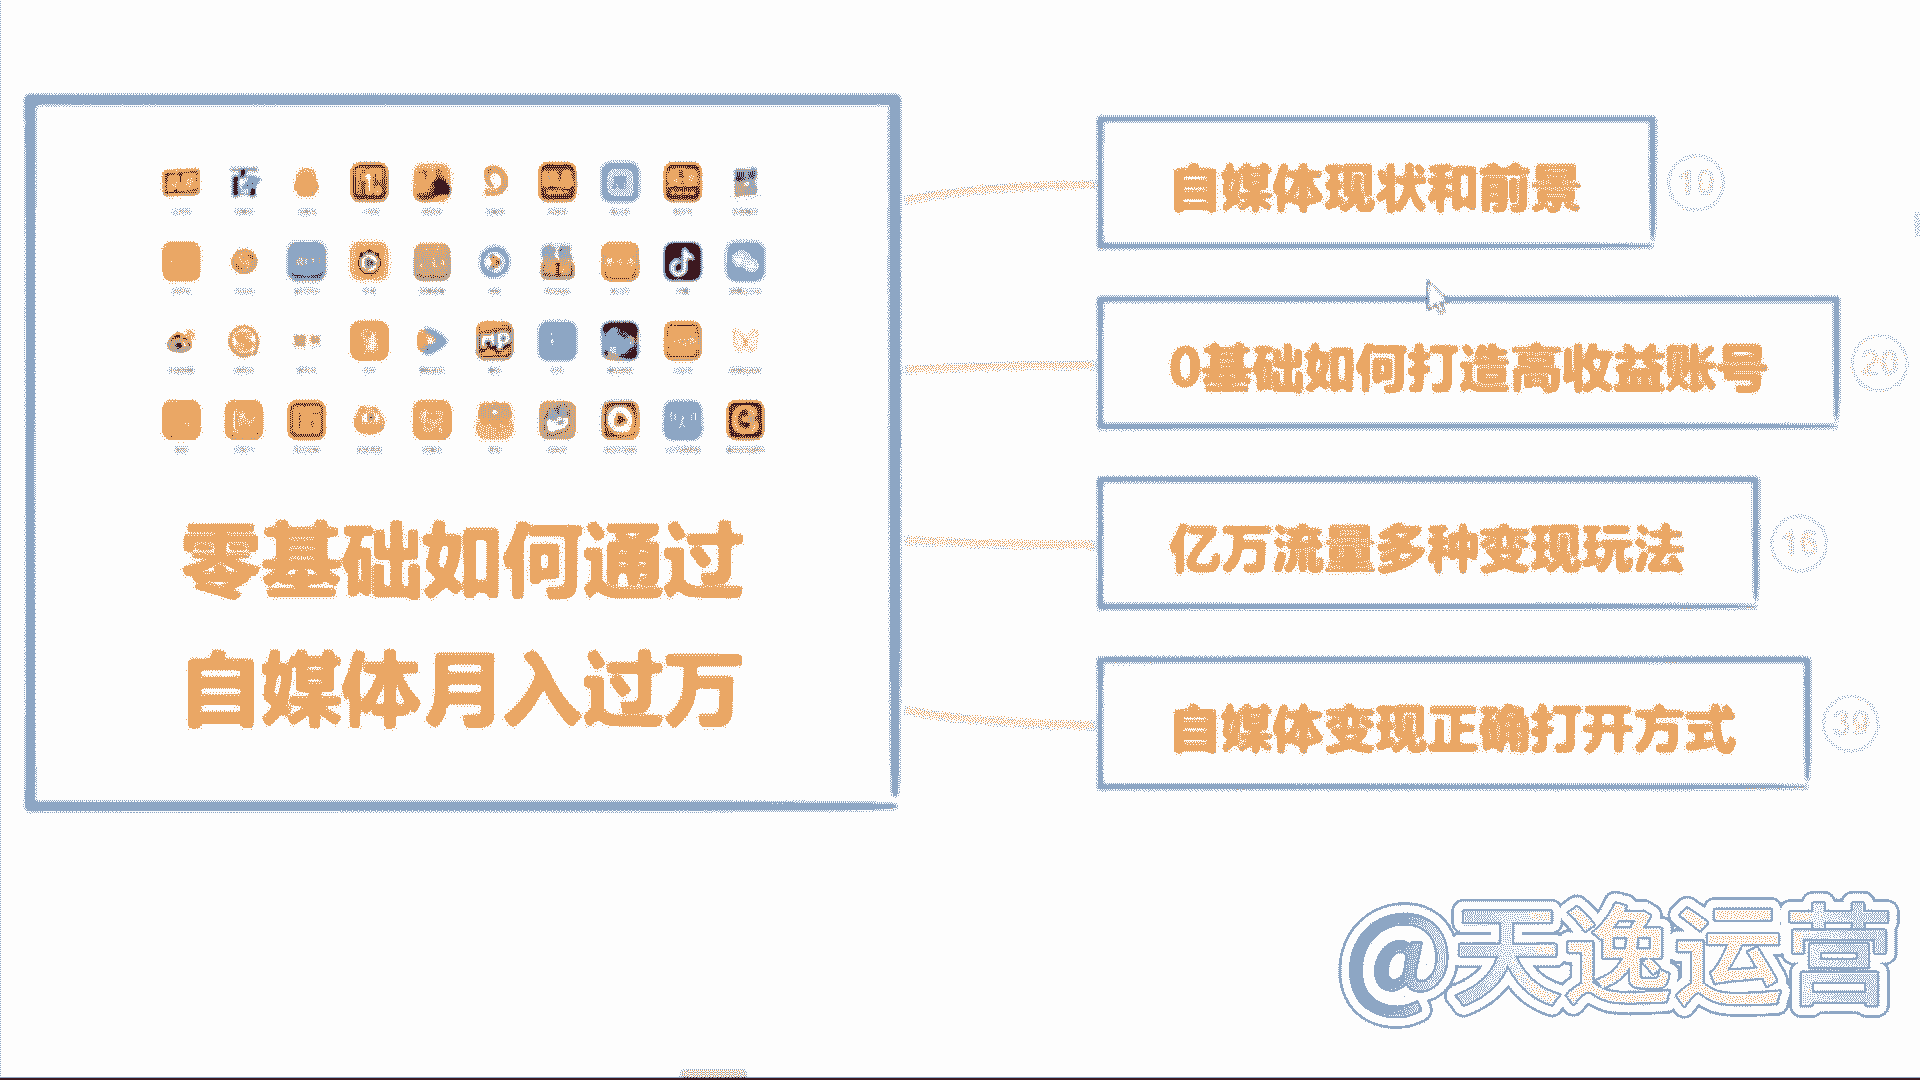 零基础如何通过
自媒体月入过万
自媒体现状和前景
10
0基础如何打造高收益账号
20
亿万流量多种变现玩法
16
自媒体变现正确打开方式
39
@天逸运营